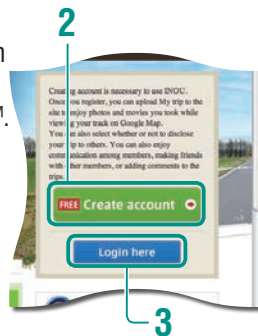 2
n
M.
Creating account is necessary to use INOU.
Once you register, you can upload My trip to the
site to enjoy photos and movies you took while
viewing your track on Google Map.
You can also select whether or not to disclose
your trip to others. You can also enjoy
communication among members, making friends
with other members, or adding comments to the
trips.
FREE Create account
Login here
3